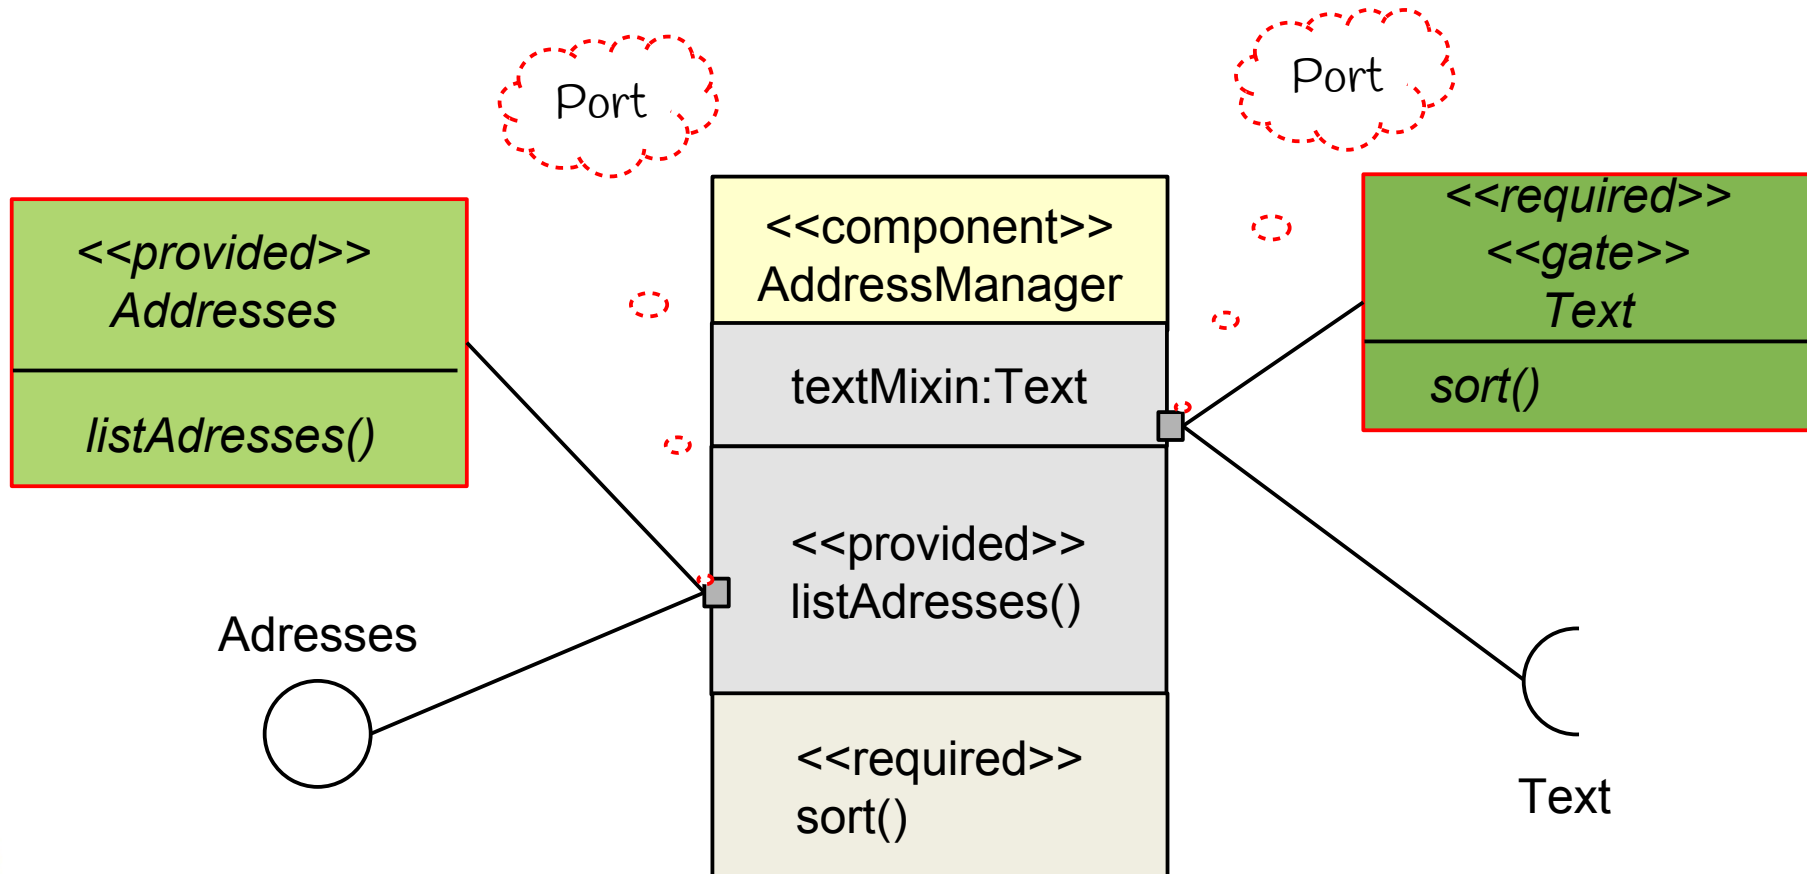 Port
Port
<<provided>>
Addresses
listAdresses()
Adresses
<<component>>
AddressManager
textMixin:Text
<<provided>>
listAdresses()
<<required>>
sort()
<<required>>
<<gate>>
Text
sort()
Text